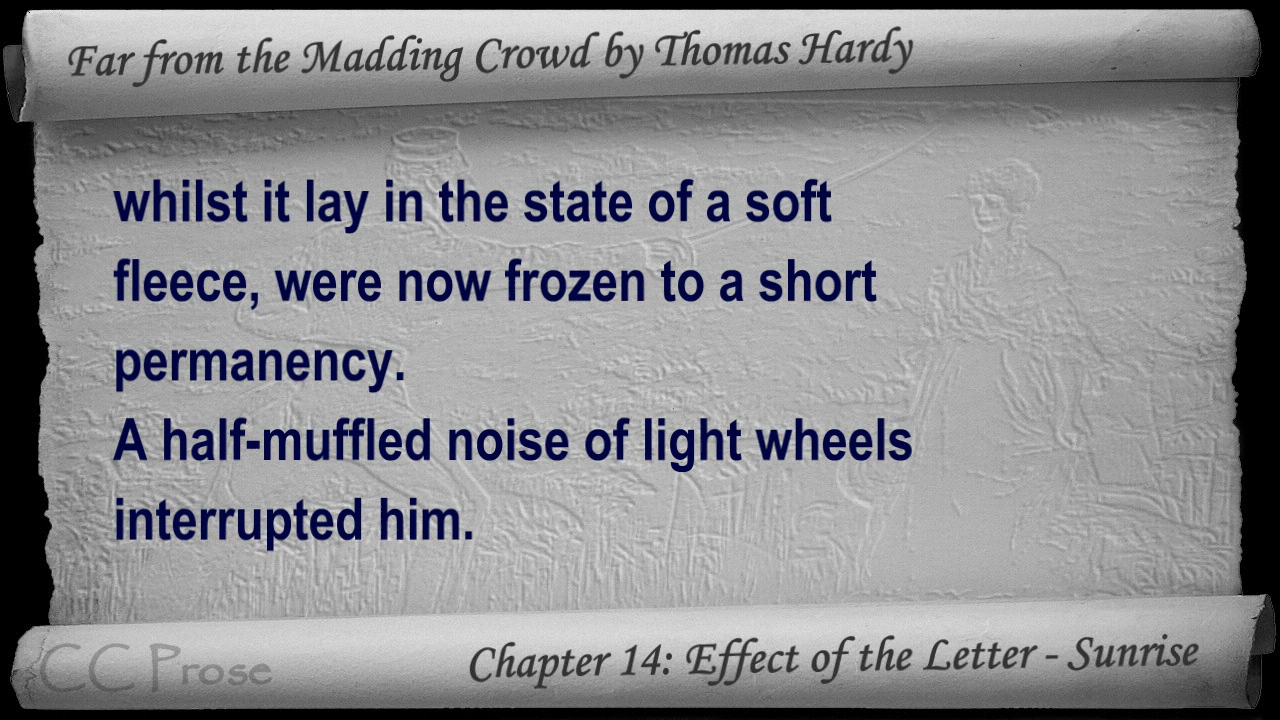 Far from the Madding Crowd by Thomas Hardy
whilst it lay in the state of a soft
fleece, were now frozen to a short
permanency.
A half-muffled noise of light wheels
interrupted him.
CC Prose
Chapter 14: Effect of the Letter - Sunrise